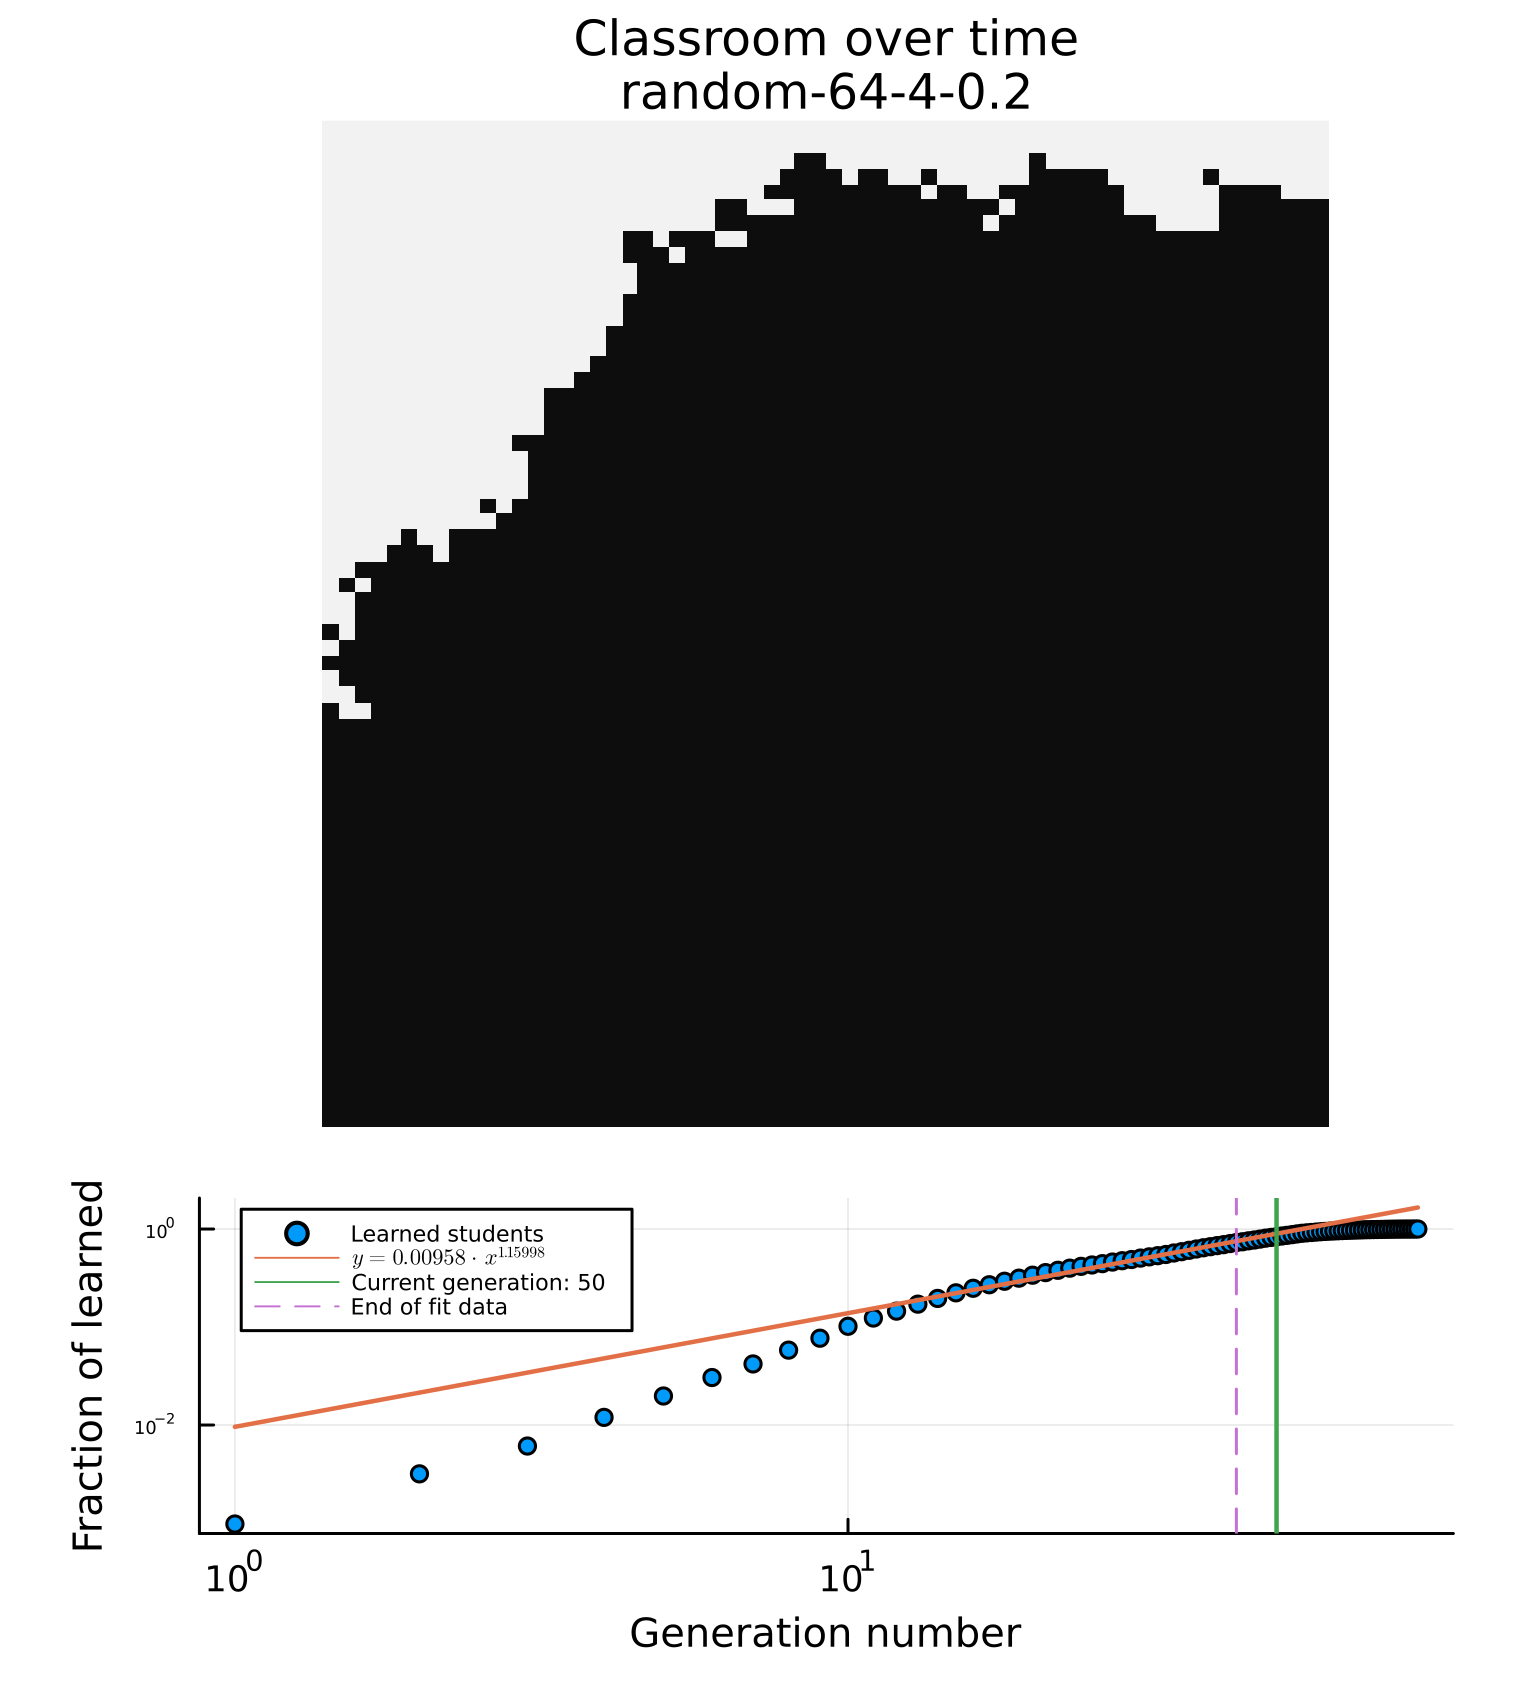 Classroom over time
random-64-4-0.2
Fraction of learned
10^0
10^-2
Learned students
y = 0.00958 · x^1.15998
Current generation: 50
End of fit data
10^0
10^1
Generation number